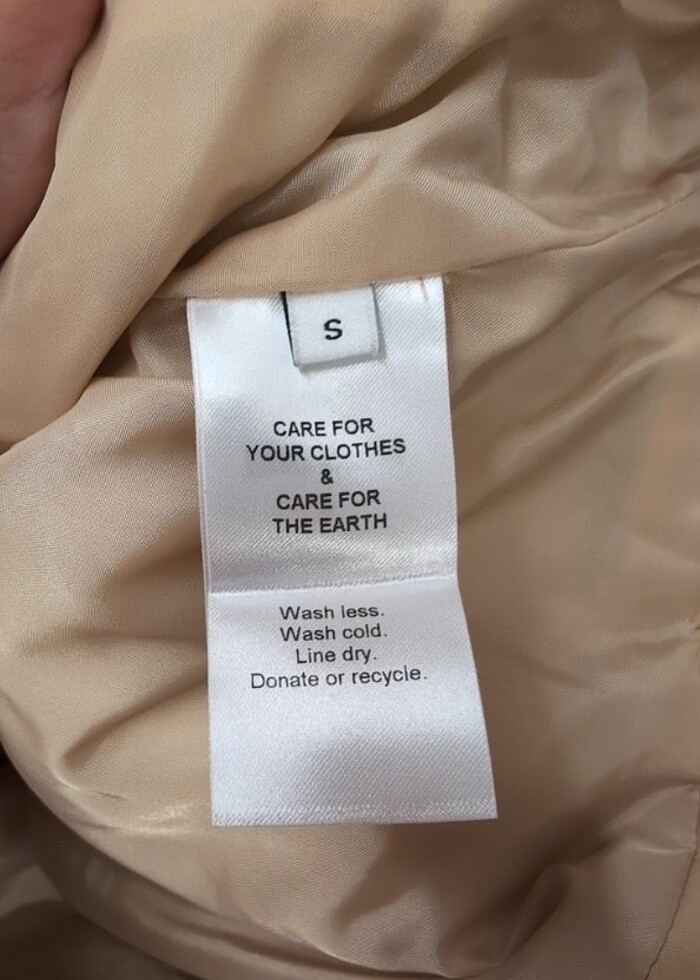 S
CARE FOR
YOUR CLOTHES
&
CARE FOR
THE EARTH
Wash less.
Wash cold.
Line dry.
Donate or recycle.